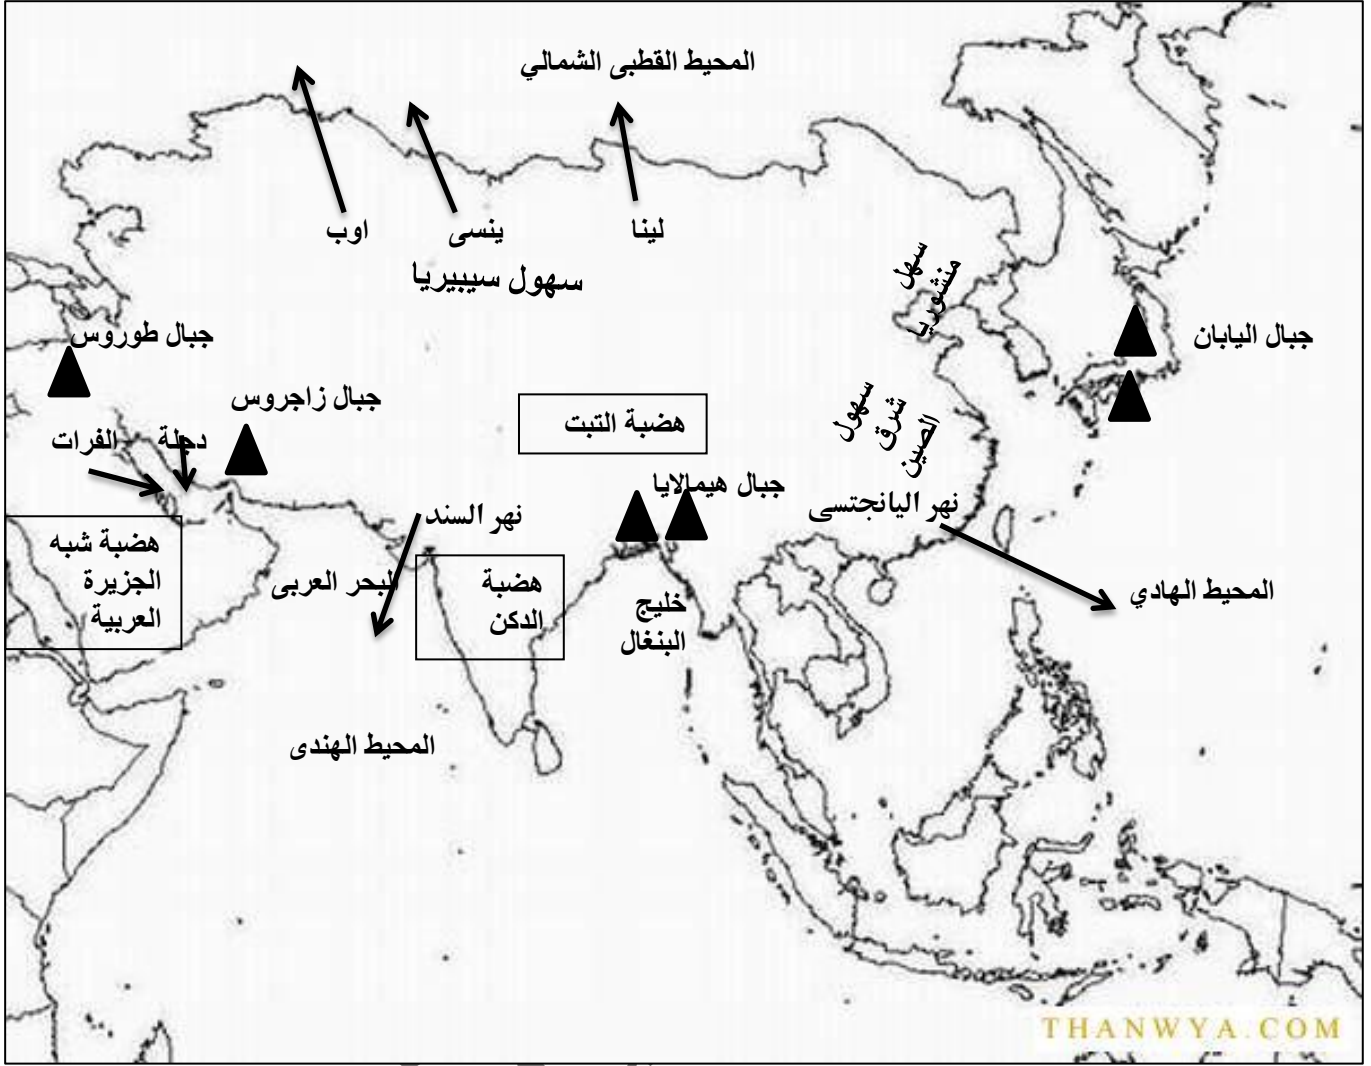 المحيط القطبى الشمالي
اوب
ينسى
لينا
سهول سيبيريا
سهل
منشوريا
جبال طوروس
جبال اليابان
جبال زاجروس
هضبة التبت
سهول
شرق
الصين
الفرات
دجلة
جبال هيمالايا
نهر اليانجتسى
نهر السند
هضبة شبه
الجزيرة
العربية
البحر العربى
هضبة
الدكن
خليج
البنغال
المحيط الهادي
المحيط الهندى
THANWYA.COM